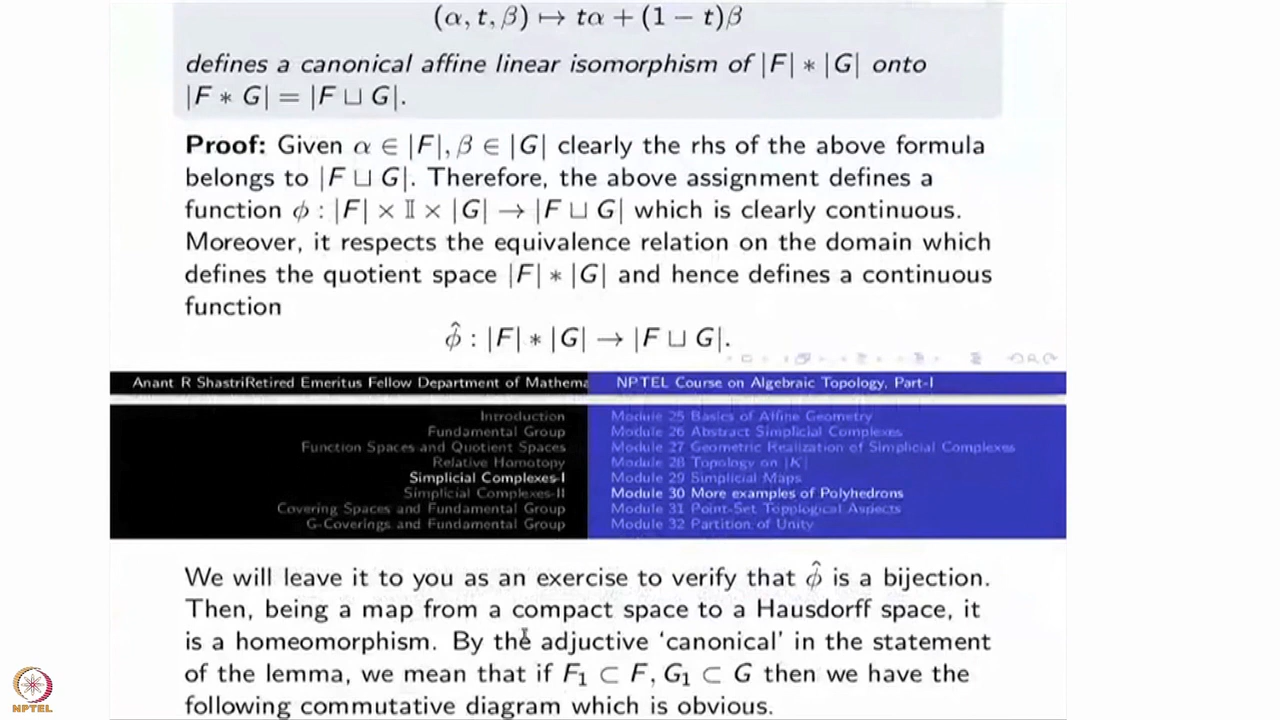 (α, t, β) ↦ tα + (1 − t)β
defines a canonical affine linear isomorphism of |F| ∗ |G| onto
|F ∗ G| = |F ⊔ G|.
Proof: Given α ∈ |F|, β ∈ |G| clearly the rhs of the above formula
belongs to |F ⊔ G|. Therefore, the above assignment defines a
function ϕ : |F| × 𝕀 × |G| → |F ⊔ G| which is clearly continuous.
Moreover, it respects the equivalence relation on the domain which
defines the quotient space |F| ∗ |G| and hence defines a continuous
function
ϕ̂ : |F| ∗ |G| → |F ⊔ G|.
Anant R ShastriRetired Emeritus Fellow Department of Mathema
NPTEL Course on Algebraic Topology, Part-I
Introduction
Fundamental Group
Function Spaces and Quotient Spaces
Relative Homotopy
Simplicial Complexes-I
Simplicial Complexes-II
Covering Spaces and Fundamental Group
G-Coverings and Fundamental Group
Module 25 Basics of Affine Geometry
Module 26 Abstract Simplicial Complexes
Module 27 Geometric Realization of Simplicial Complexes
Module 28 Topology on |K|
Module 29 Simplicial Maps
Module 30 More examples of Polyhedrons
Module 31 Point-Set Topological Aspects
Module 32 Partition of Unity
We will leave it to you as an exercise to verify that ϕ̂ is a bijection.
Then, being a map from a compact space to a Hausdorff space, it
is a homeomorphism. By the adjuctive ‘canonical’ in the statement
of the lemma, we mean that if F₁ ⊂ F, G₁ ⊂ G then we have the
following commutative diagram which is obvious.
NPTEL